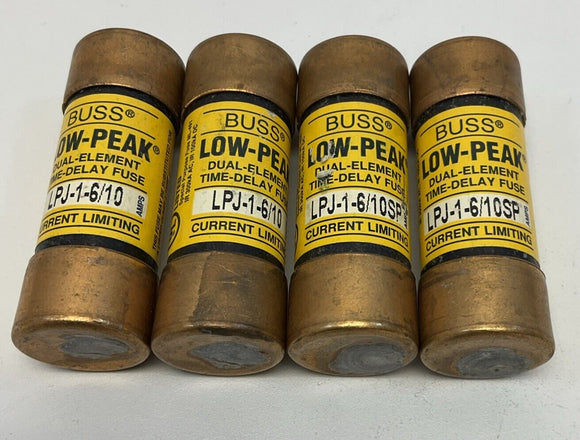 BUSS®
LOW-PEAK®
DUAL-ELEMENT
TIME-DELAY FUSE
LPJ-1-6/10
AMPS
CURRENT LIMITING
BUSS®
LOW-PEAK
DUAL-ELEMENT
TIME-DELAY FUSE
LPJ-1-6/10
CURRENT LIMITING
BUSS®
LOW-PEAK
DUAL-ELEMENT
TIME-DELAY FUSE
LPJ-1-6/10SP
CURRENT LIMITING
BUSS®
LOW-PEAK®
DUAL-ELEMENT
TIME-DELAY FUSE
LPJ-1-6/10SP
AMPS
CURRENT LIMITING